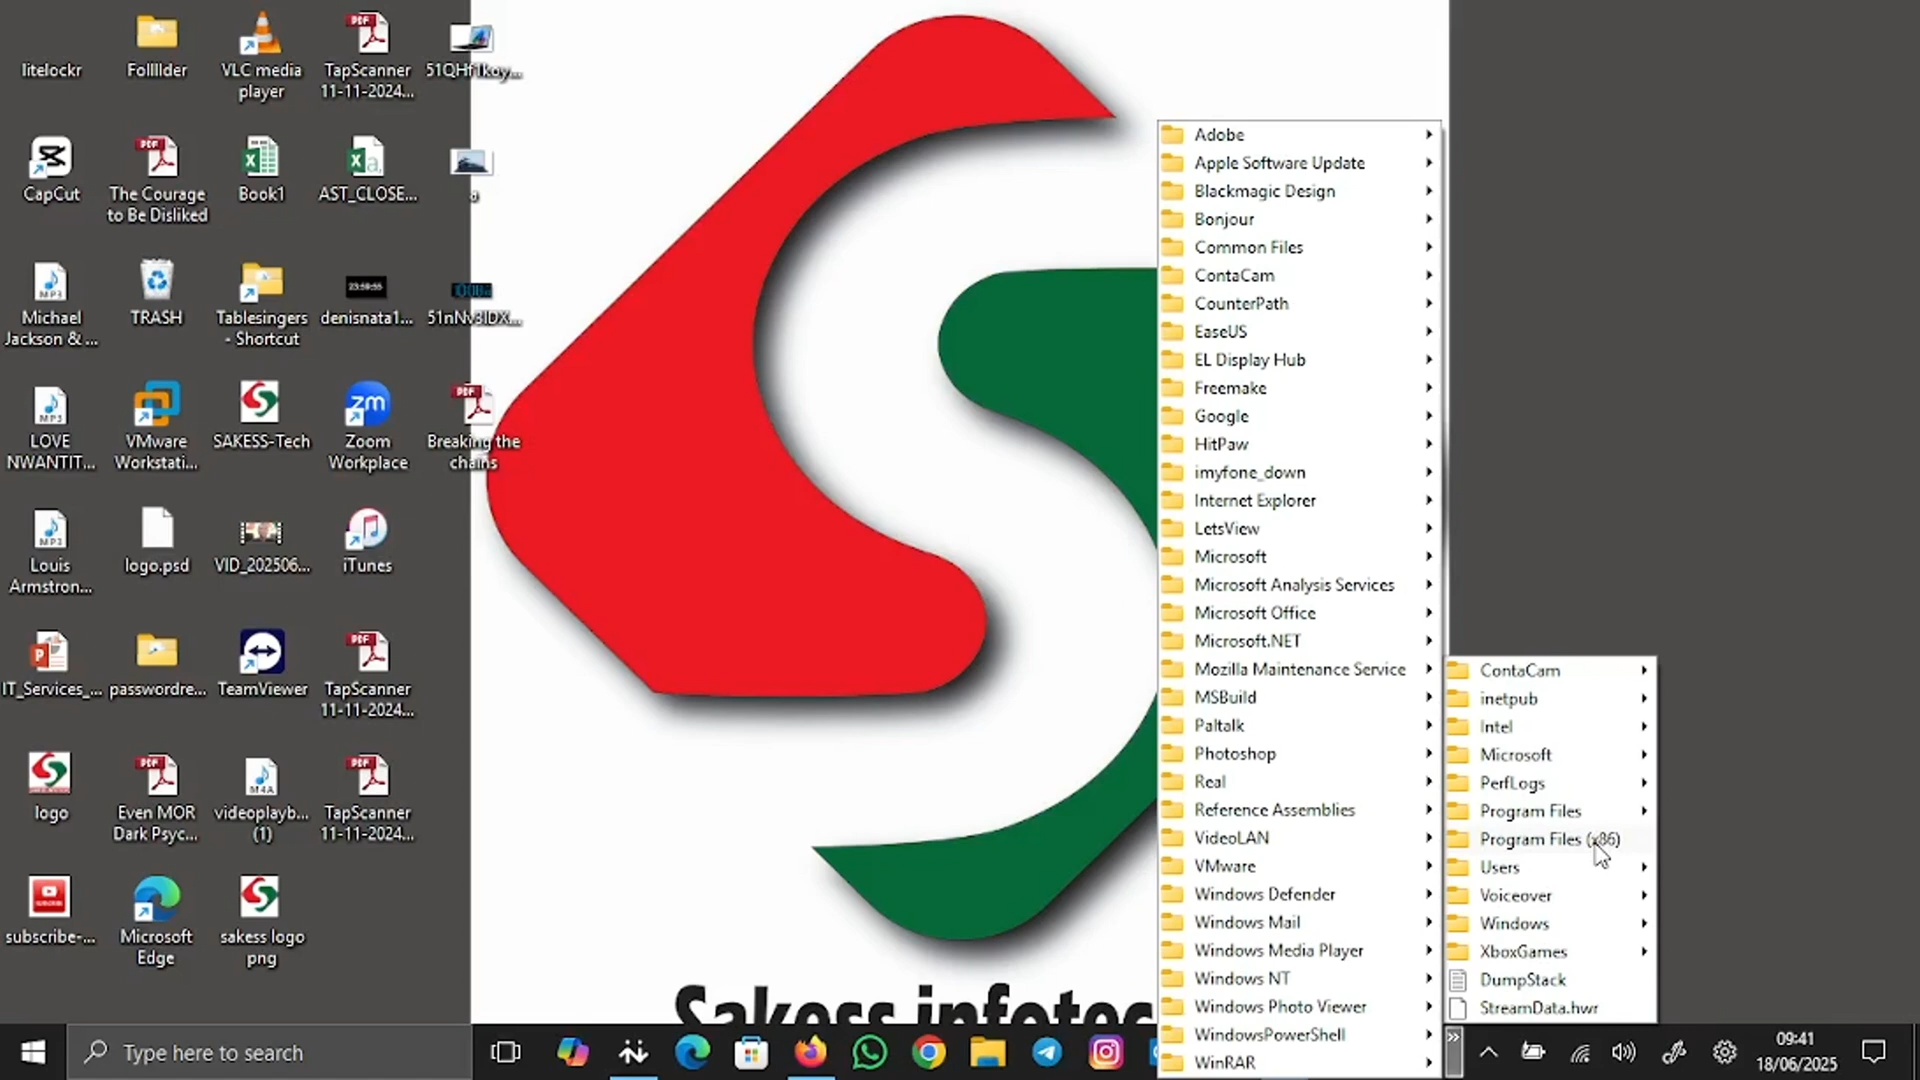 litelockr
Folllder
VLC media
player
TapScanner
11-11-2024...
51QHf1koy...
CapCut
The Courage
to Be Disliked
Book1
AST_CLOSE...
Michael
Jackson & ...
TRASH
Tablesingers
- Shortcut
denisnata1...
51nNv3IDX...
LOVE
NWANTIT...
VMware
Workstati...
SAKESS-Tech
Zoom
Workplace
Breaking the
chains
Louis
Armstron...
logo.psd
VID_202506...
iTunes
IT_Services_...
passwordre...
TeamViewer
TapScanner
11-11-2024...
logo
Even MOR
Dark Psyc...
videoplayb...
(1)
TapScanner
11-11-2024...
subscribe-...
Microsoft
Edge
sakess logo
png
Sakess infotec
Adobe
Apple Software Update
Blackmagic Design
Bonjour
Common Files
ContaCam
CounterPath
EaseUS
EL Display Hub
Freemake
Google
HitPaw
imyfone_down
Internet Explorer
LetsView
Microsoft
Microsoft Analysis Services
Microsoft Office
Microsoft.NET
Mozilla Maintenance Service
MSBuild
Paltalk
Photoshop
Real
Reference Assemblies
VideoLAN
VMware
Windows Defender
Windows Mail
Windows Media Player
Windows NT
Windows Photo Viewer
WindowsPowerShell
WinRAR
ContaCam
inetpub
Intel
Microsoft
PerfLogs
Program Files
Program Files (x86)
Users
Voiceover
Windows
XboxGames
DumpStack
StreamData.hwr
Type here to search
09:41
18/06/2025